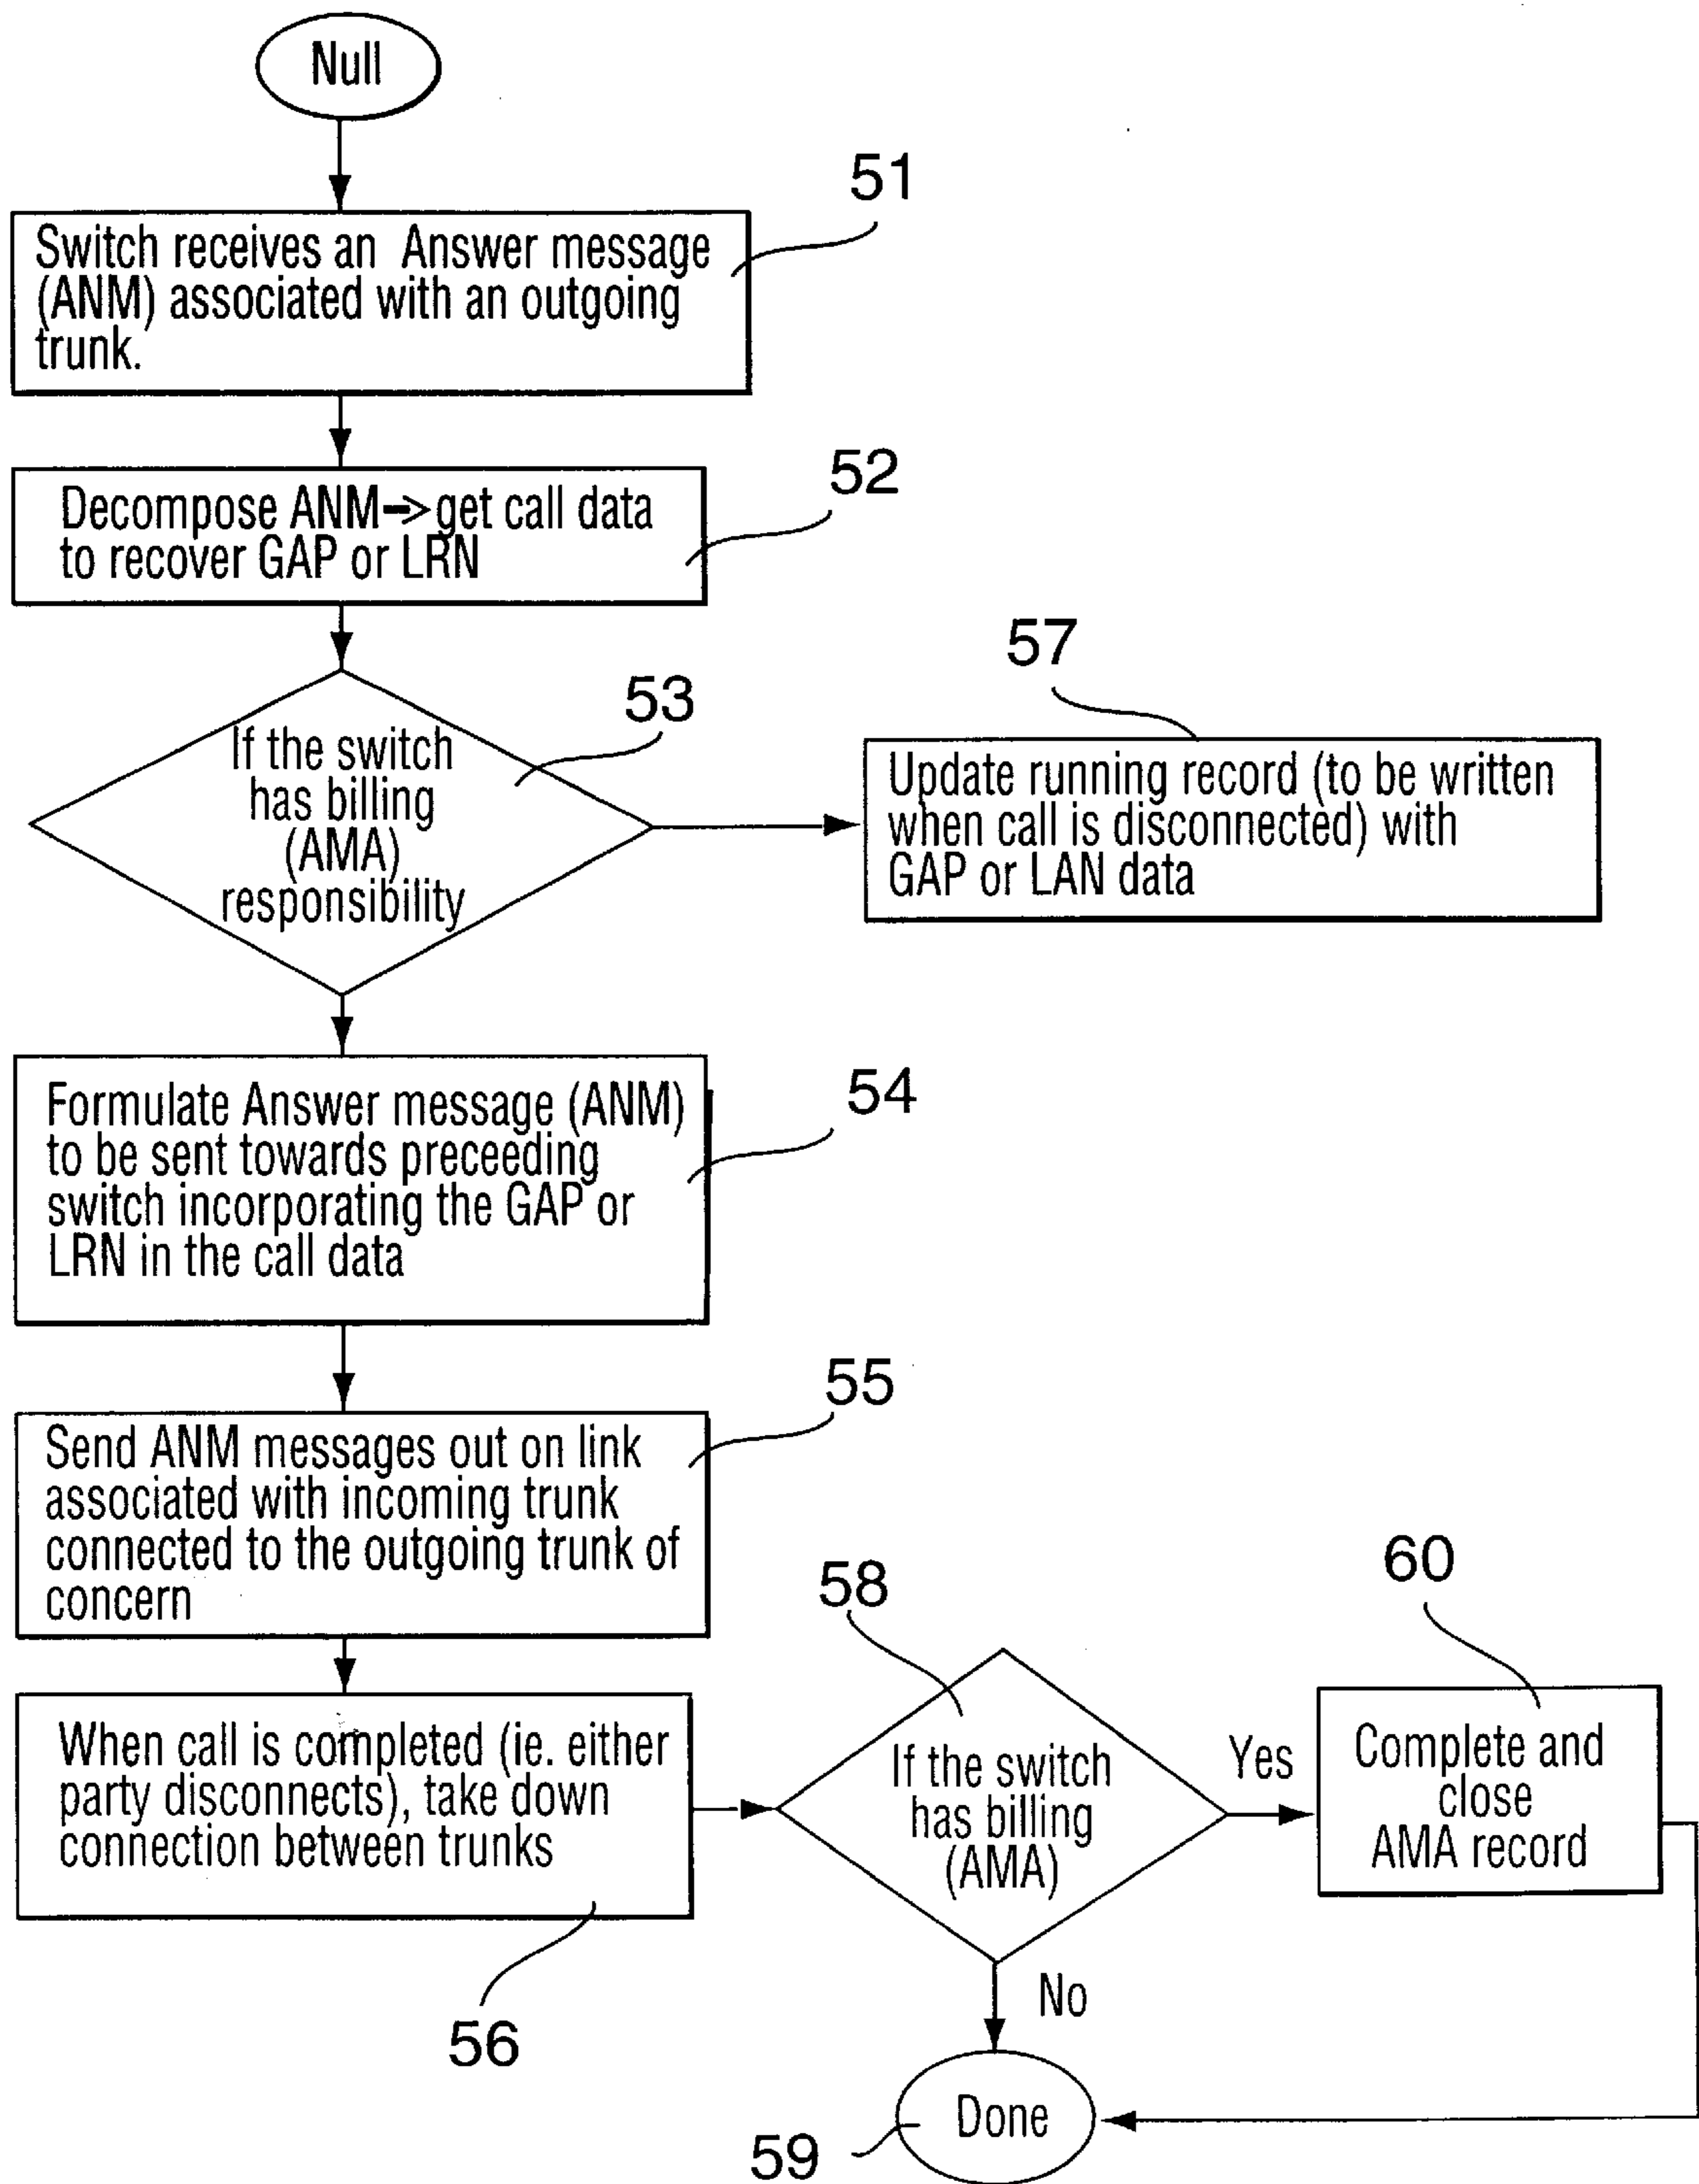 Null
51
Switch receives an Answer message
(ANM) associated with an outgoing
trunk.
52
Decompose ANM->get call data
to recover GAP or LRN
53
If the switch
has billing
(AMA)
responsibility
57
Update running record (to be written
when call is disconnected) with
GAP or LAN data
54
Formulate Answer message (ANM)
to be sent towards preceeding
switch incorporating the GAP or
LRN in the call data
55
Send ANM messages out on link
associated with incoming trunk
connected to the outgoing trunk of
concern
56
When call is completed (ie. either
party disconnects), take down
connection between trunks
58
If the switch
has billing
(AMA)
Yes
60
Complete and
close
AMA record
No
Done
59